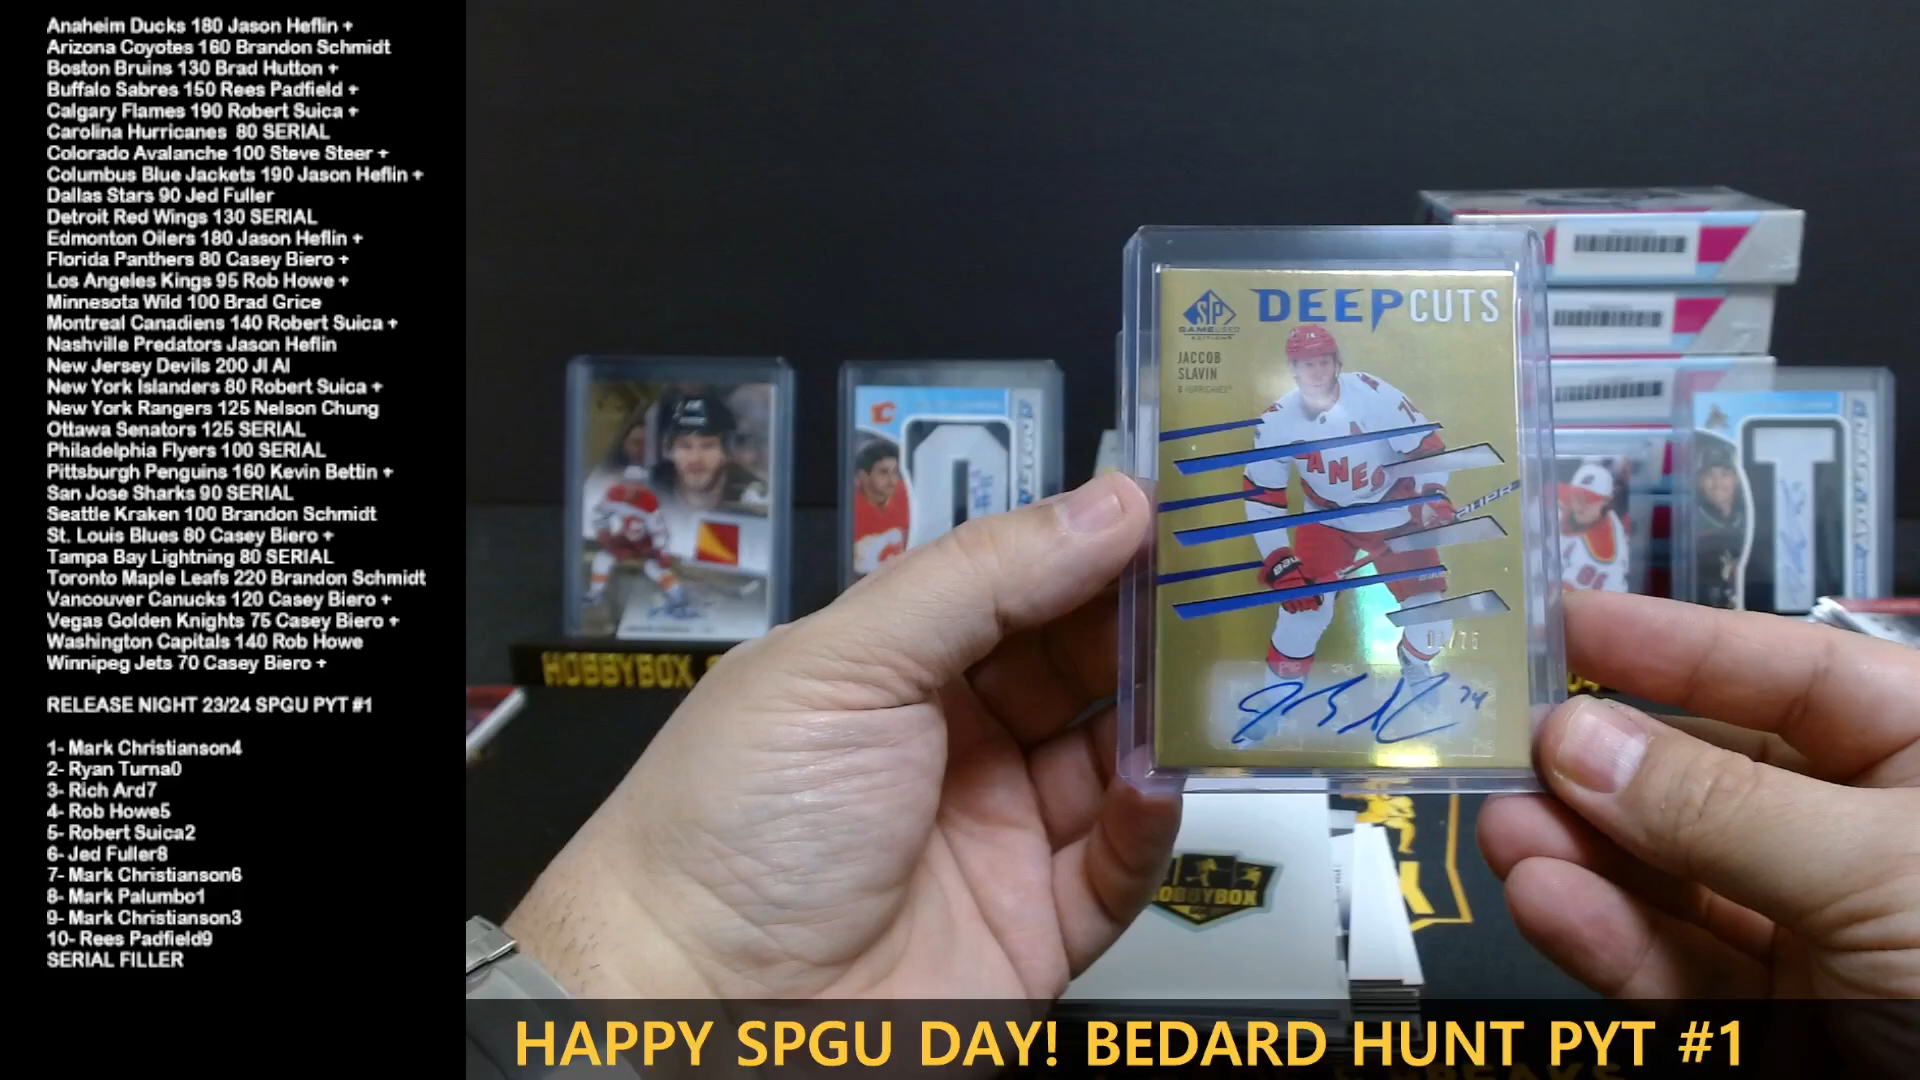 Anaheim Ducks 180 Jason Heflin +
Arizona Coyotes 160 Brandon Schmidt
Boston Bruins 130 Brad Hutton +
Buffalo Sabres 150 Rees Padfield +
Calgary Flames 190 Robert Suica +
Carolina Hurricanes  80 SERIAL
Colorado Avalanche 100 Steve Steer +
Columbus Blue Jackets 190 Jason Heflin +
Dallas Stars 90 Jed Fuller
Detroit Red Wings 130 SERIAL
Edmonton Oilers 180 Jason Heflin +
Florida Panthers 80 Casey Biero +
Los Angeles Kings 95 Rob Howe +
Minnesota Wild 100 Brad Grice
Montreal Canadiens 140 Robert Suica +
Nashville Predators Jason Heflin
New Jersey Devils 200 JI AI
New York Islanders 80 Robert Suica +
New York Rangers 125 Nelson Chung
Ottawa Senators 125 SERIAL
Philadelphia Flyers 100 SERIAL
Pittsburgh Penguins 160 Kevin Bettin +
San Jose Sharks 90 SERIAL
Seattle Kraken 100 Brandon Schmidt
St. Louis Blues 80 Casey Biero +
Tampa Bay Lightning 80 SERIAL
Toronto Maple Leafs 220 Brandon Schmidt
Vancouver Canucks 120 Casey Biero +
Vegas Golden Knights 75 Casey Biero +
Washington Capitals 140 Rob Howe
Winnipeg Jets 70 Casey Biero +
RELEASE NIGHT 23/24 SPGU PYT #1
1- Mark Christianson4
2- Ryan Turna0
3- Rich Ard7
4- Rob Howe5
5- Robert Suica2
6- Jed Fuller8
7- Mark Christianson6
8- Mark Palumbo1
9- Mark Christianson3
10- Rees Padfield9
SERIAL FILLER
SP
GAME USED
EDITION
DEEP CUTS
JACCOB
SLAVIN
CANES
74
HOBBYBOX
HOBBYBOX
HAPPY SPGU DAY! BEDARD HUNT PYT #1